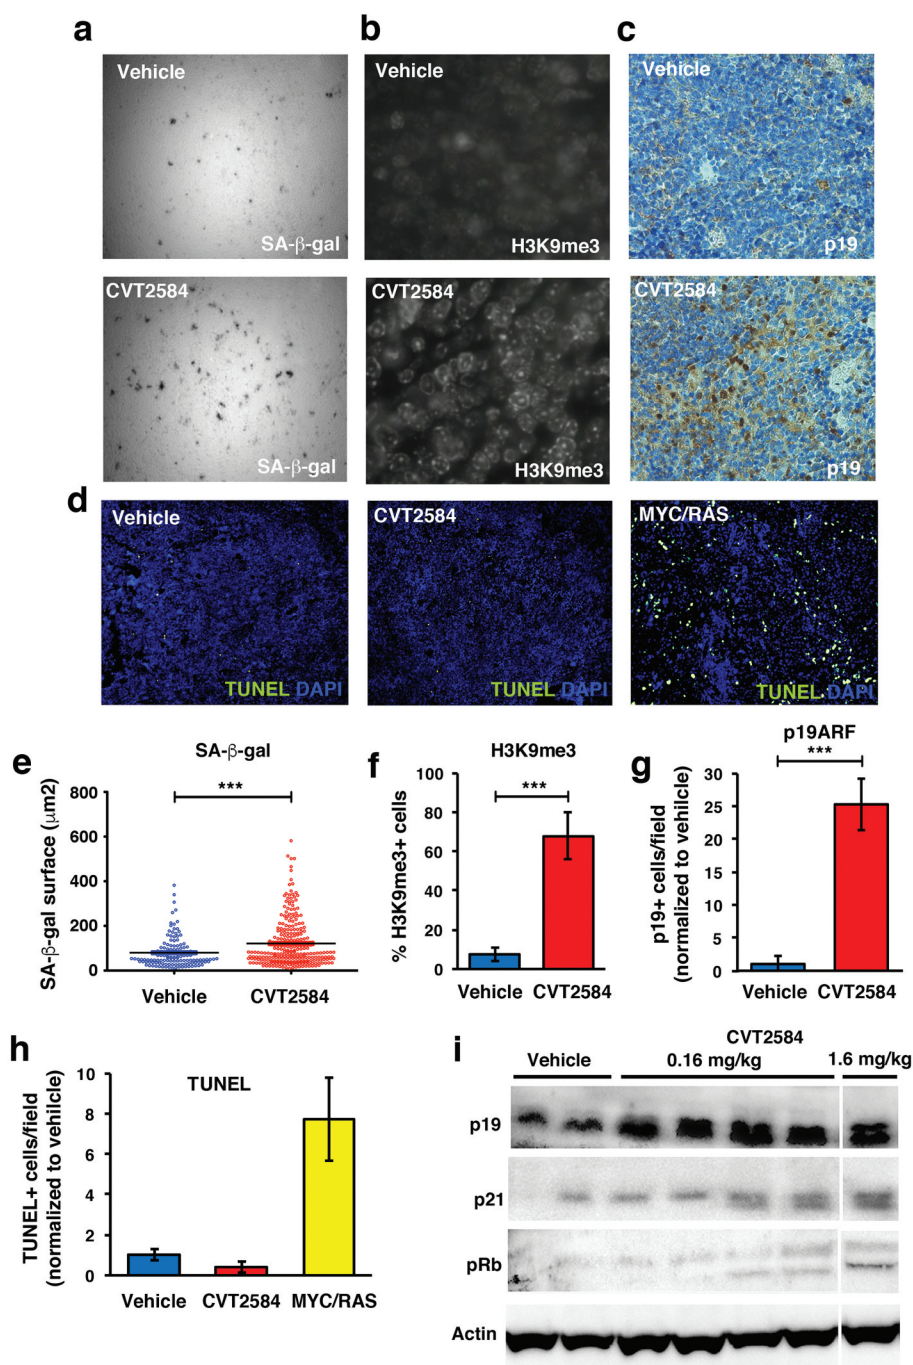 a
b
c
Vehicle
Vehicle
Vehicle
SA-β-gal
H3K9me3
p19
CVT2584
CVT2584
CVT2584
SA-β-gal
H3K9me3
p19
d
Vehicle
CVT2584
MYC/RAS
TUNEL DAPI
TUNEL DAPI
TUNEL DAPI
e
SA-β-gal
***
SA-β-gal surface (μm2)
800
600
400
200
0
Vehicle
CVT2584
f
H3K9me3
***
% H3K9me3+ cells
100
80
60
40
20
0
Vehicle
CVT2584
g
p19ARF
***
p19+ cells/field
(normalized to vehilcle)
30
25
20
15
10
5
0
Vehicle
CVT2584
h
TUNEL
TUNEL+ cells/field
(normalized to vehilcle)
10
8
6
4
2
0
Vehicle
CVT2584
MYC/RAS
i
CVT2584
Vehicle
0.16 mg/kg
1.6 mg/kg
p19
p21
pRb
Actin